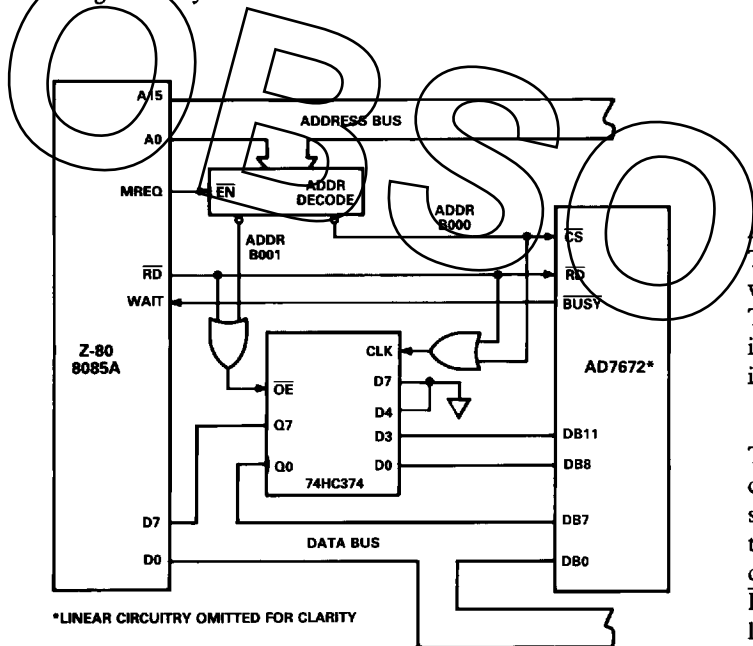 OBSO
A15
ADDRESS BUS
A0
MREQ
EN
ADDR
DECODE
ADDR
B000
CS
ADDR
B001
RD
RD
WAIT
BUSY
Z-80
8085A
CLK
AD7672*
D7
OE
D4
D3
DB11
Q7
D0
DB8
Q0
74HC374
DB7
D7
DATA BUS
D0
DB0
*LINEAR CIRCUITRY OMITTED FOR CLARITY